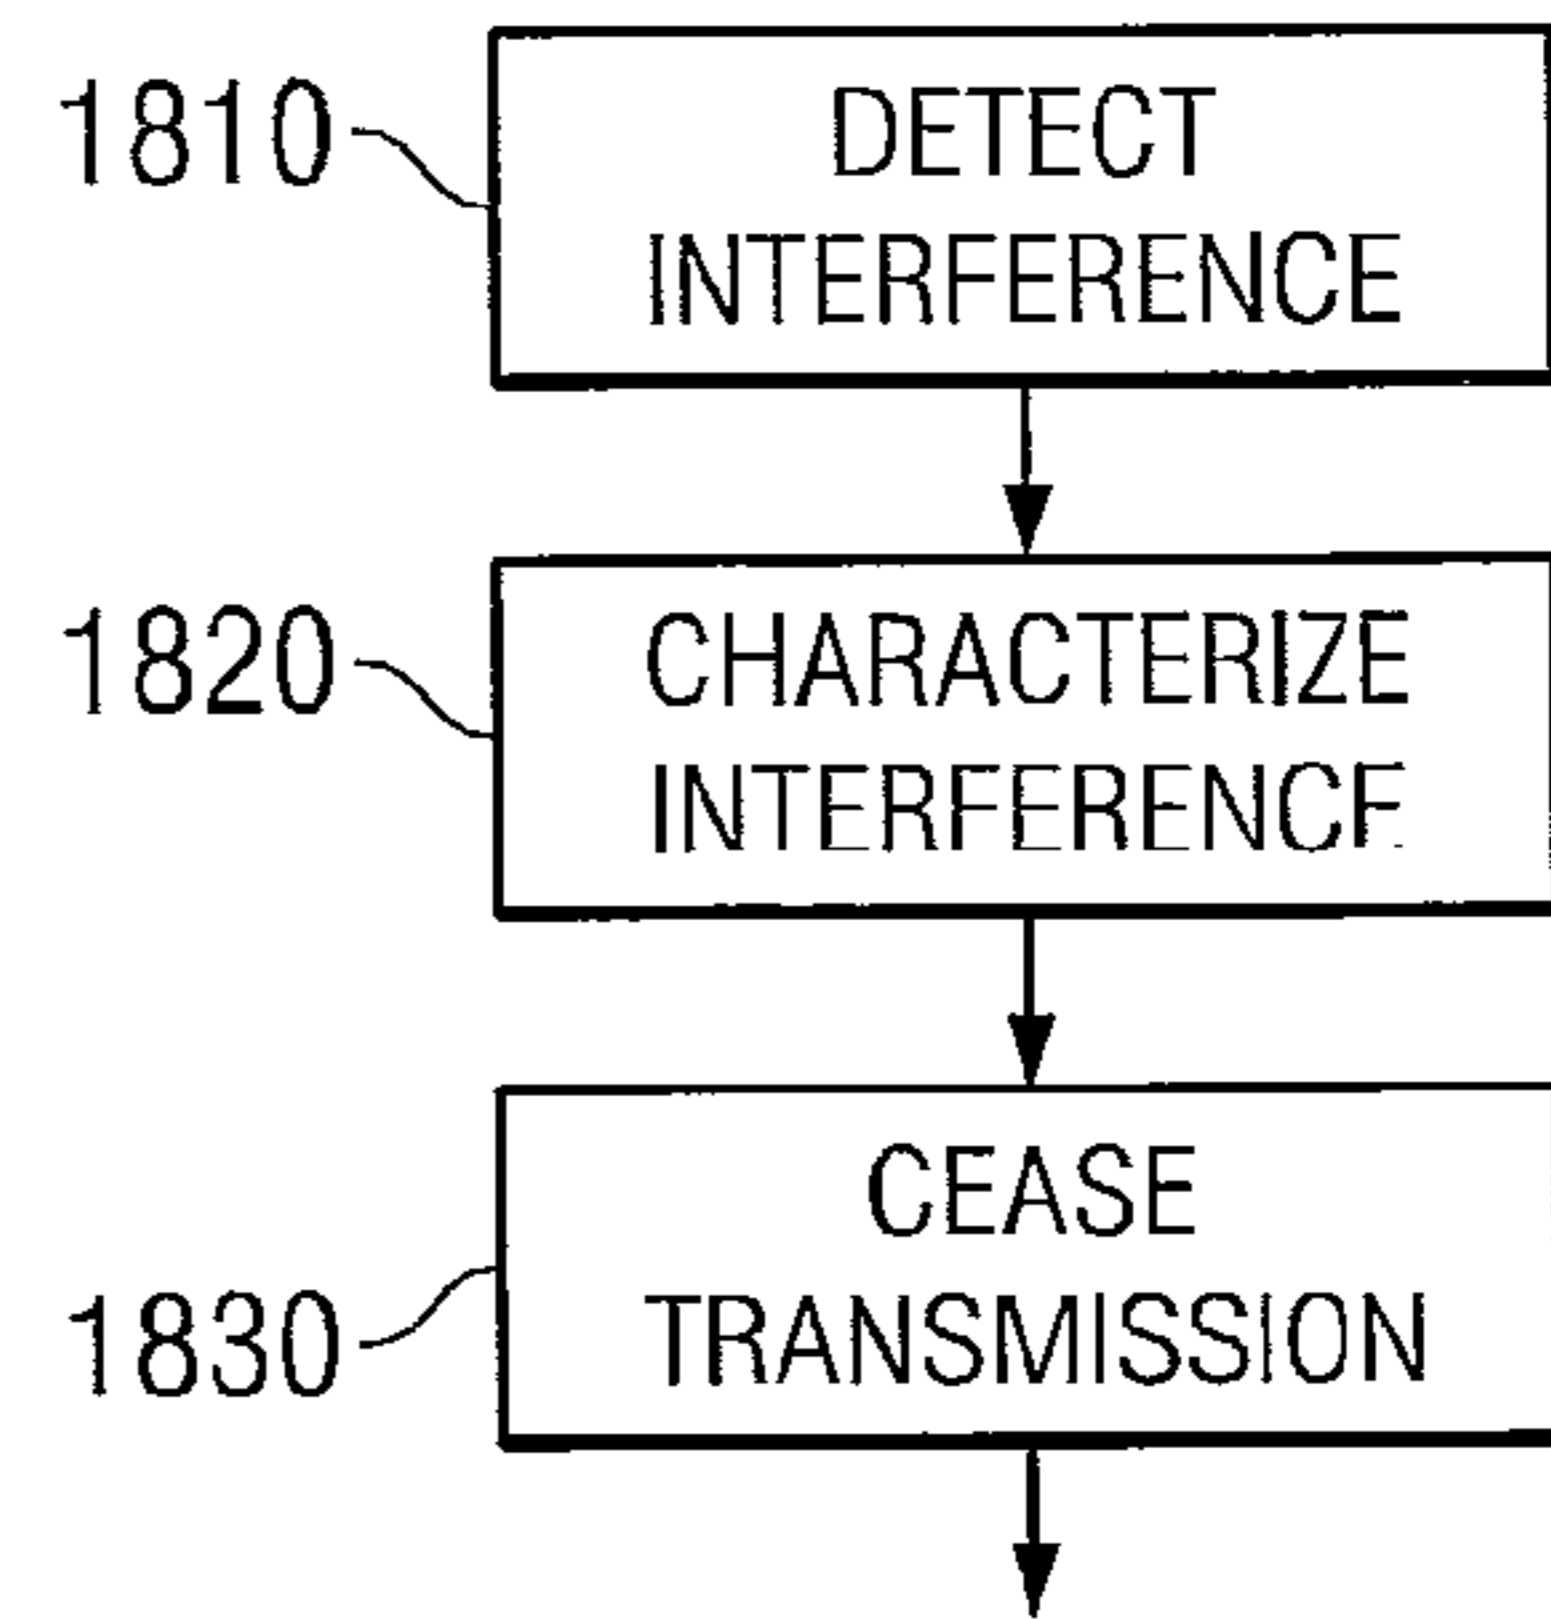 1810
DETECT
INTERFERENCE
1820
CHARACTERIZE
INTERFERENCE
1830
CEASE
TRANSMISSION